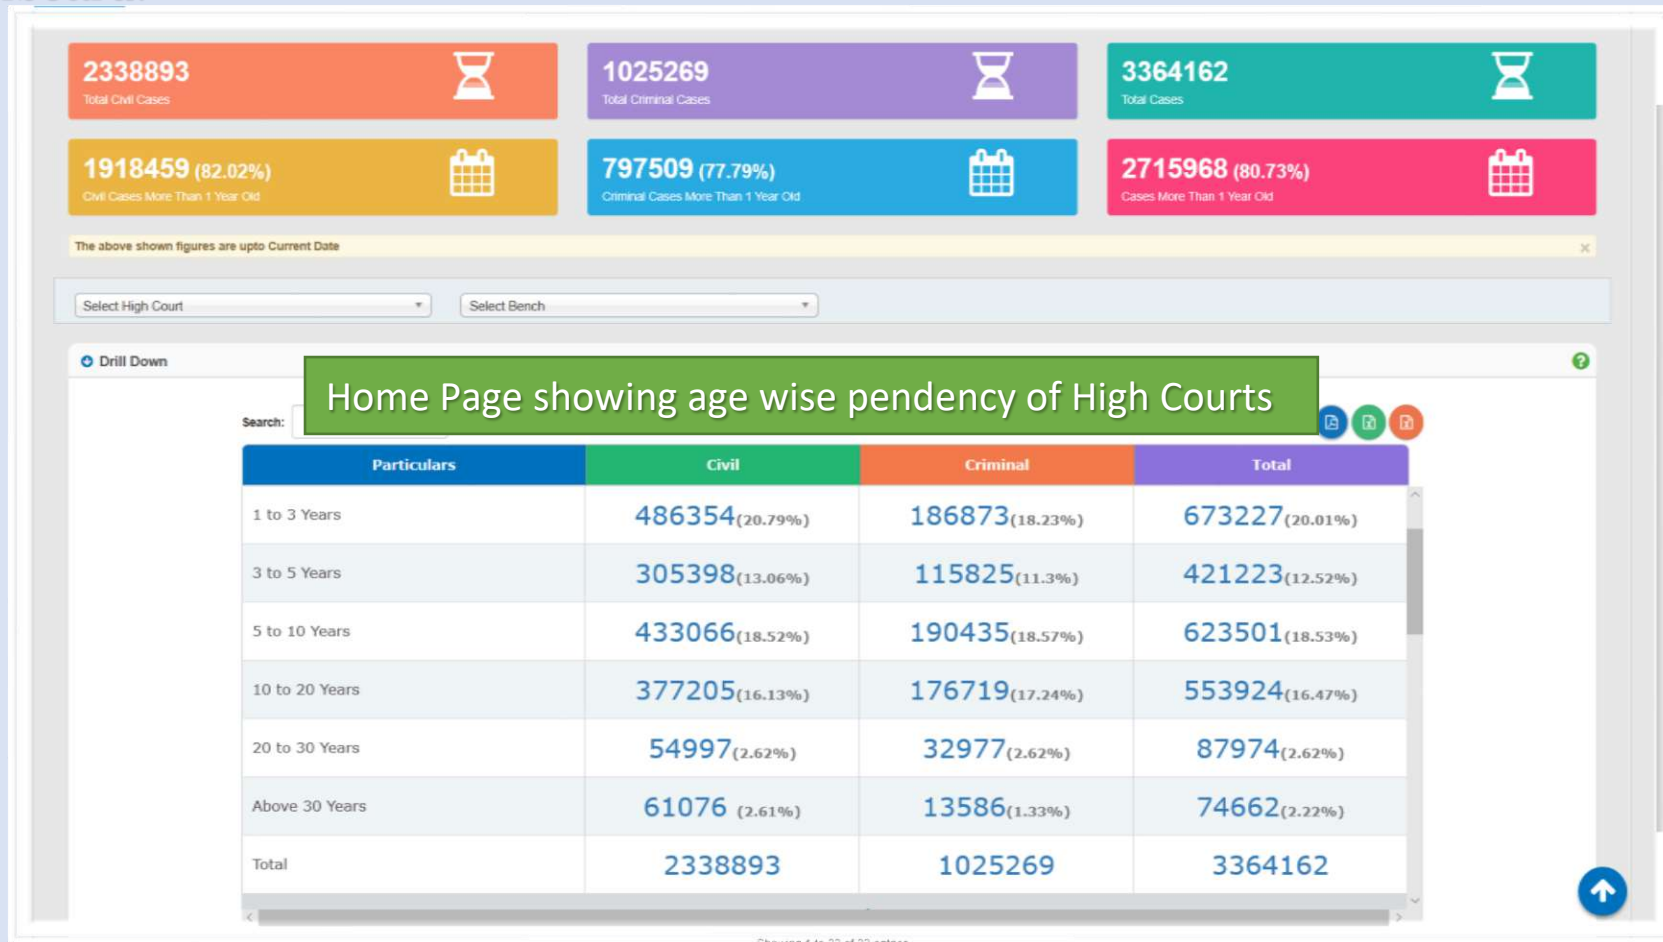 2338893
Total Civil Cases
1025269
Total Criminal Cases
3364162
Total Cases
1918459 (82.02%)
Civil Cases More Than 1 Year Old
797509 (77.79%)
Criminal Cases More Than 1 Year Old
2715968 (80.73%)
Cases More Than 1 Year Old
The above shown figures are upto Current Date
Select High Court
Select Bench
Drill Down
Home Page showing age wise pendency of High Courts
Search:
Particulars Civil Criminal Total
1 to 3 Years 486354(20.79%) 186873(18.23%) 673227(20.01%)
3 to 5 Years 305398(13.06%) 115825(11.3%) 421223(12.52%)
5 to 10 Years 433066(18.52%) 190435(18.57%) 623501(18.53%)
10 to 20 Years 377205(16.13%) 176719(17.24%) 553924(16.47%)
20 to 30 Years 54997(2.62%) 32977(2.62%) 87974(2.62%)
Above 30 Years 61076 (2.61%) 13586(1.33%) 74662(2.22%)
Total 2338893 1025269 3364162